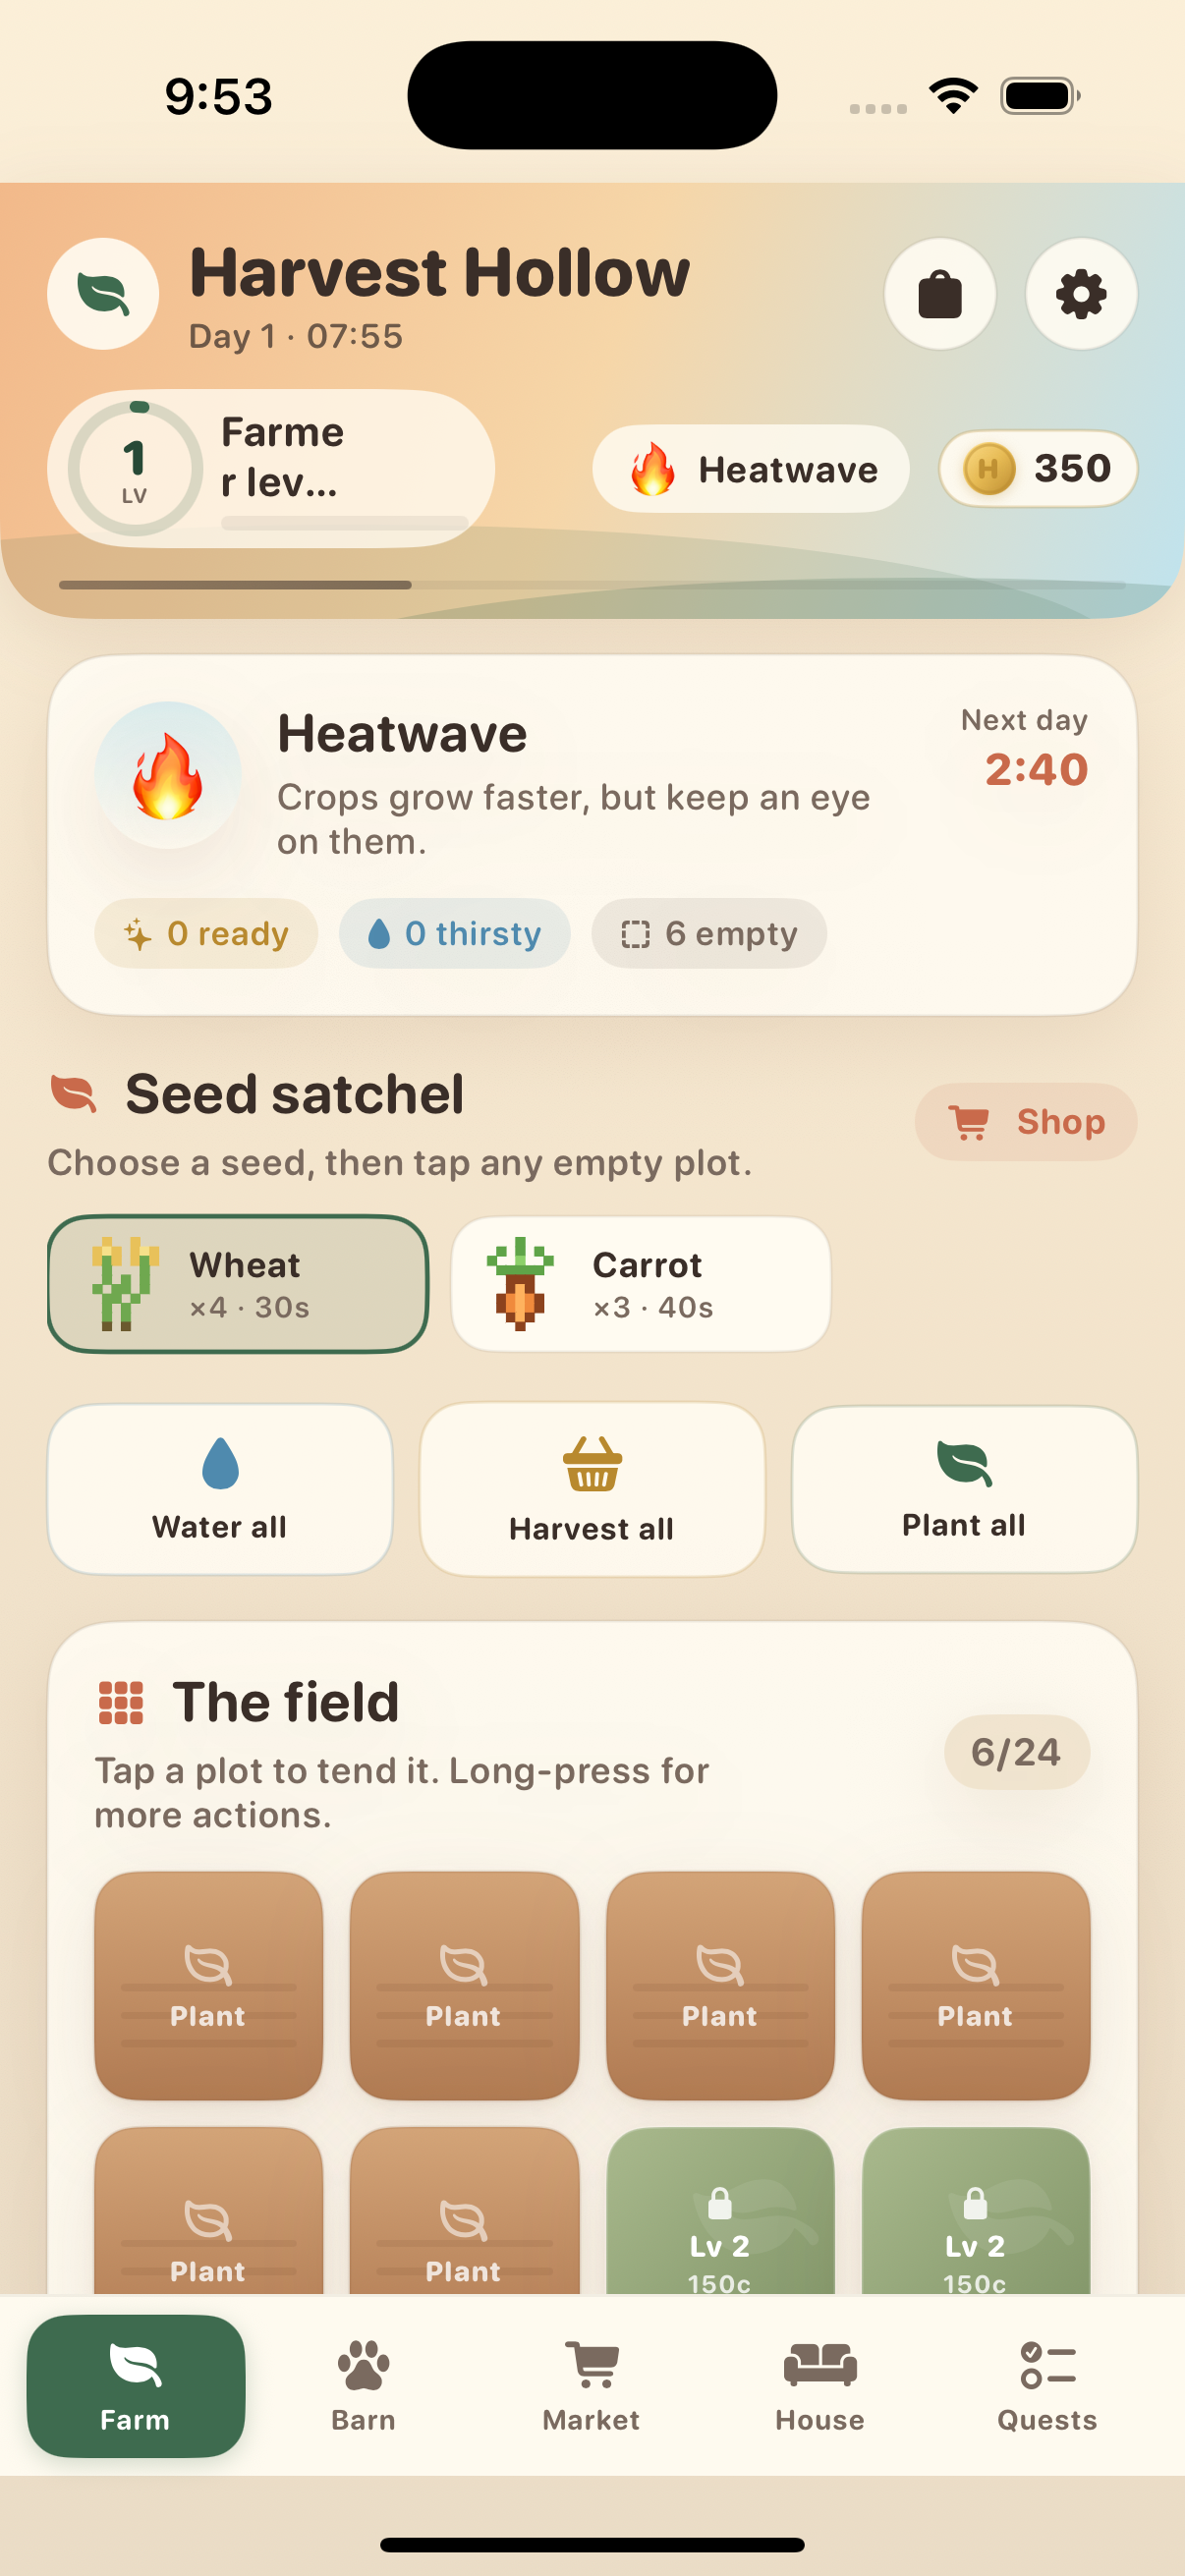 9:53
Harvest Hollow
Day 1 · 07:55
1
LV
Farme
r lev...
Heatwave
H
350
Heatwave
Crops grow faster, but keep an eye
on them.
Next day
2:40
0 ready
0 thirsty
6 empty
Seed satchel
Choose a seed, then tap any empty plot.
Shop
Wheat
×4 · 30s
Carrot
×3 · 40s
Water all
Harvest all
Plant all
The field
Tap a plot to tend it. Long-press for
more actions.
6/24
Plant
Plant
Plant
Plant
Plant
Plant
Lv 2
150c
Lv 2
150c
Farm
Barn
Market
House
Quests